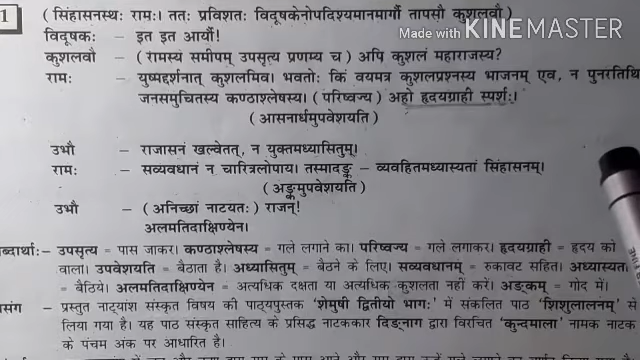 1
(सिंहासनस्थः रामः। ततः प्रविशतः विदूषकेनोपदिश्यमानमार्गौ तापसौ कुशलवौ)
विदूषकः - इत इत आर्यौ!
Made with KINEMASTER
कुशलवौ - (रामस्य समीपम् उपसृत्य प्रणम्य च) अपि कुशलं महाराजस्य?
रामः - युष्मद्दर्शनात् कुशलमिव। भवतोः किं वयमत्र कुशलप्रश्नस्य भाजनम् एव, न पुनरतिथि
जनसमुचितस्य कण्ठाश्लेषस्य। (परिष्वज्य) अहो हृदयग्राही स्पर्शः।
(आसनार्धमुपवेशयति)
उभौ - राजासनं खल्वेतत्, न युक्तमध्यासितुम्।
रामः - सव्यवधानं न चारित्रलोपाय। तस्मादङ्क - व्यवहितमध्यास्यतां सिंहासनम्।
(अङ्कमुपवेशयति)
उभौ - (अनिच्छां नाटयतः) राजन्!
अलमतिदाक्षिण्येन।
ब्दार्थाः- उपसृत्य = पास जाकर। कण्ठाश्लेषस्य = गले लगाने का। परिष्वज्य = गले लगाकर। हृदयग्राही = हृदय को
वाला। उपवेशयति = बैठाता है। अध्यासितुम् = बैठने के लिए। सव्यवधानम् = रुकावट सहित। अध्यास्यता
= बैठिये। अलमतिदाक्षिण्येन = अत्यधिक दक्षता या अत्यधिक कुशलता नहीं करें। अङ्कम् = गोद में।
संग - प्रस्तुत नाट्यांश संस्कृत विषय की पाठ्यपुस्तक 'शेमुषी द्वितीयो भागः' में संकलित पाठ 'शिशुलालनम्' से
लिया गया है। यह पाठ संस्कृत साहित्य के प्रसिद्ध नाटककार दिङ्नाग द्वारा विरचित 'कुन्दमाला' नामक नाटक
के पंचम अंक पर आधारित है।